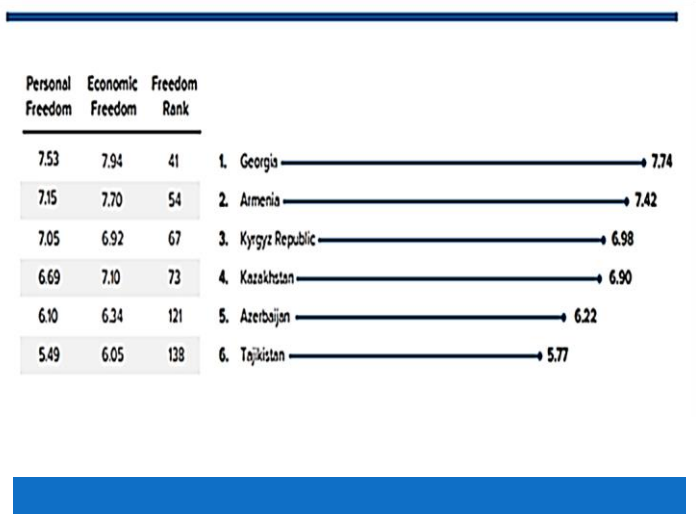 Personal Economic Freedom
Freedom Freedom Rank
7.53 7.94 41 1. Georgia 7.74
7.15 7.70 54 2. Armenia 7.42
7.05 6.92 67 3. Kyrgyz Republic 6.98
6.69 7.10 73 4. Kazakhstan 6.90
6.10 6.34 121 5. Azerbaijan 6.22
5.49 6.05 138 6. Tajikistan 5.77